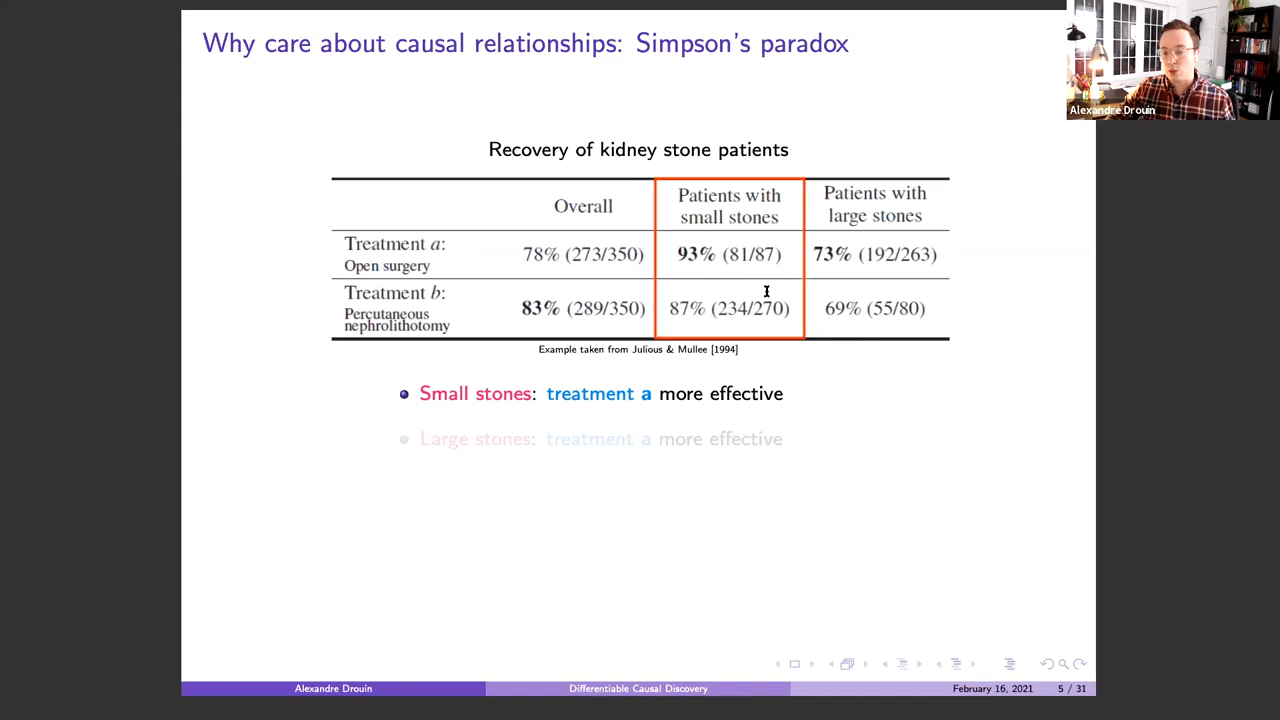 Why care about causal relationships: Simpson's paradox
Alexandre Drouin
Recovery of kidney stone patients
Overall
Patients with small stones
Patients with large stones
Treatment a: Open surgery
78% (273/350)
93% (81/87)
73% (192/263)
Treatment b: Percutaneous nephrolithotomy
83% (289/350)
87% (234/270)
69% (55/80)
Example taken from Julious & Mullee [1994]
Small stones: treatment a more effective
Large stones: treatment a more effective
Alexandre Drouin
Differentiable Causal Discovery
February 16, 2021
5 / 31